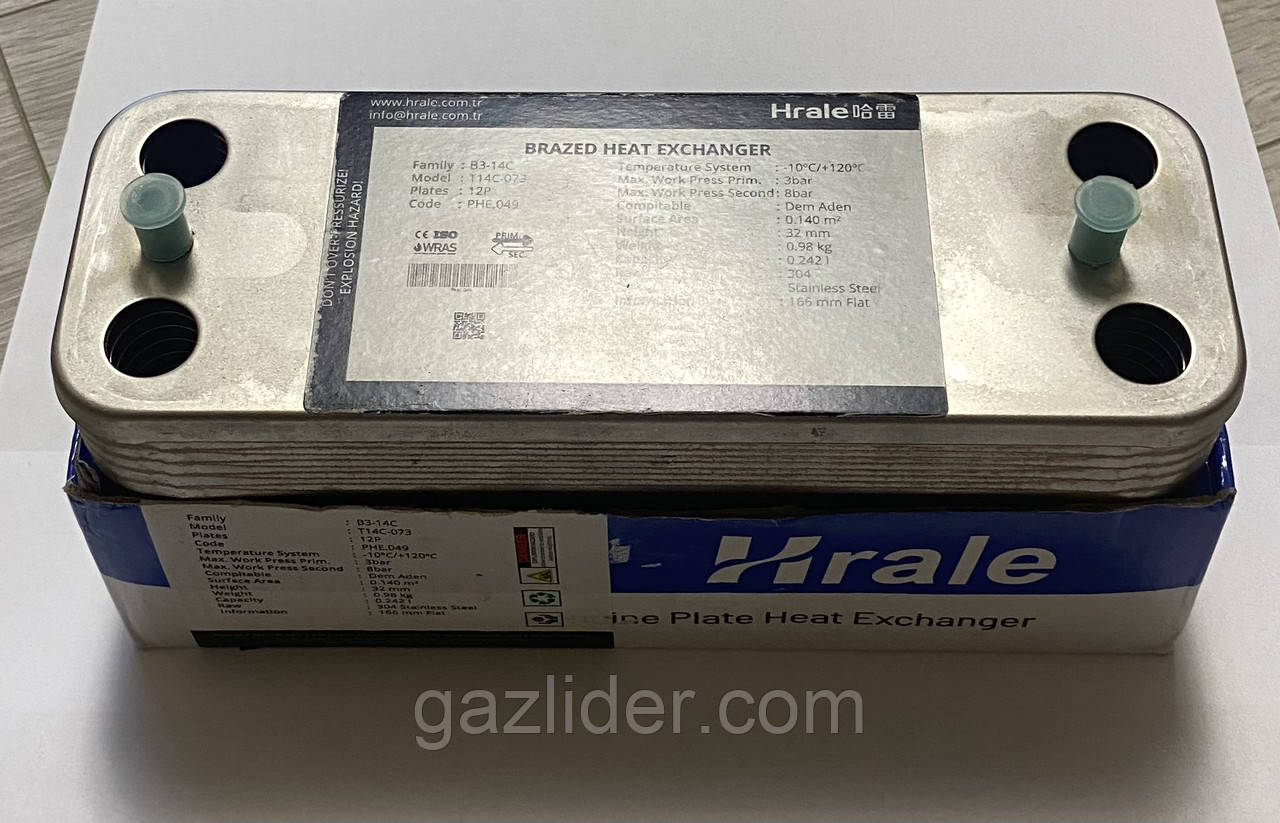 www.hrale.com.tr
info@hrale.com.tr
Hrale哈雷
DON'T OVER PRESSURIZE!
EXPLOSION HAZARD!
BRAZED HEAT EXCHANGER
Family : B3-14C
Model : T14C-073
Plates : 12P
Code : PHE.049
CE ISO
WRAS
PRIM.
SEC.
Temperature System : -10°C/+120°C
Max. Work Press Prim. : 3bar
Max. Work Press Second : 8bar
Compitable : Dem Aden
Surface Area : 0.140 m²
Height : 32 mm
Weight : 0.98 kg
Capacity : 0.242 l
: 304
Stainless Steel
Information : 166 mm Flat
Family : B3-14C
Model : T14C-073
Plates : 12P
Code : PHE.049
Temperature System : -10°C/+120°C
Max. Work Press Prim. : 3bar
Max. Work Press Second : 8bar
Compitable : Dem Aden
Surface Area : 0.140 m²
Height : 32 mm
Weight : 0.98 kg
Capacity : 0.242 l
Raw : 304 Stainless Steel
Information : 166 mm Flat
Hrale
Plate Heat Exchanger
gazlider.com